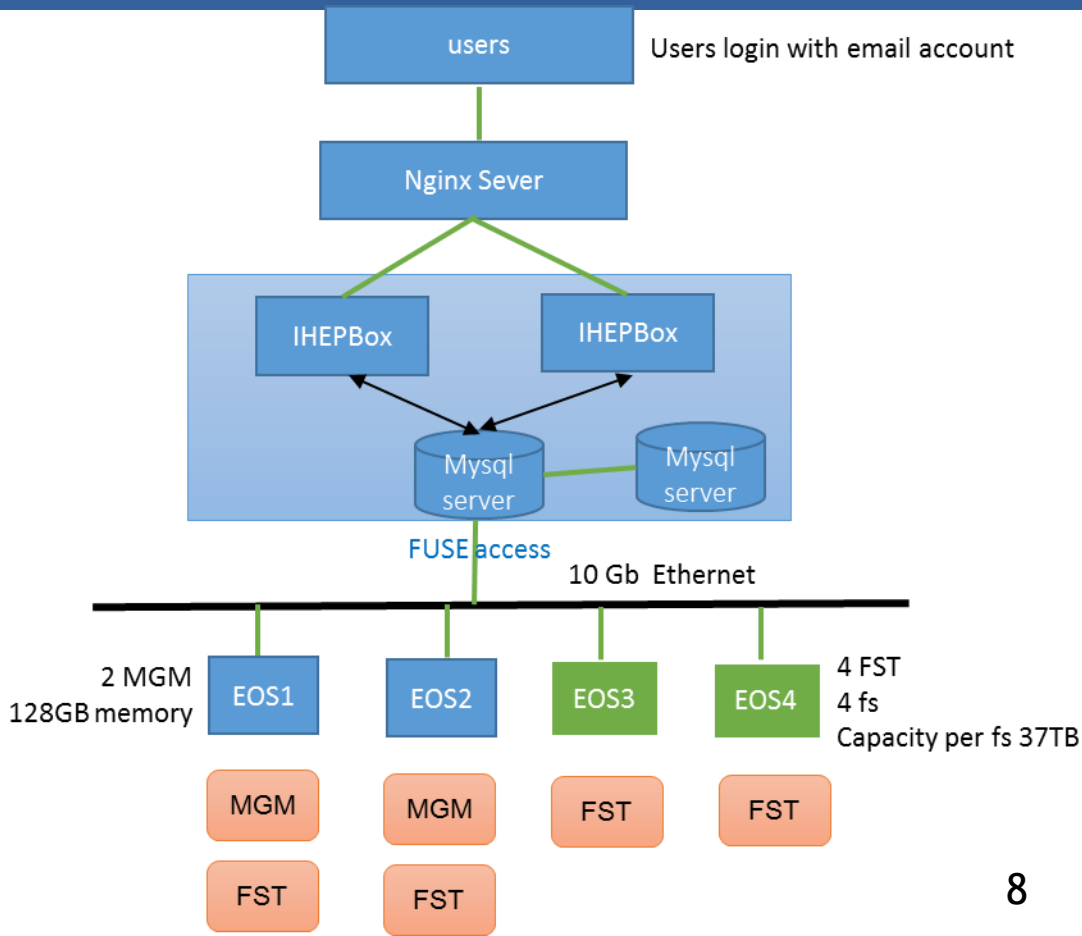 users
Users login with email account
Nginx Sever
IHEPBox
IHEPBox
Mysql
server
Mysql
server
FUSE access
10 Gb Ethernet
2 MGM
128GB memory
EOS1
EOS2
EOS3
EOS4
4 FST
4 fs
Capacity per fs 37TB
MGM
MGM
FST
FST
FST
FST
8